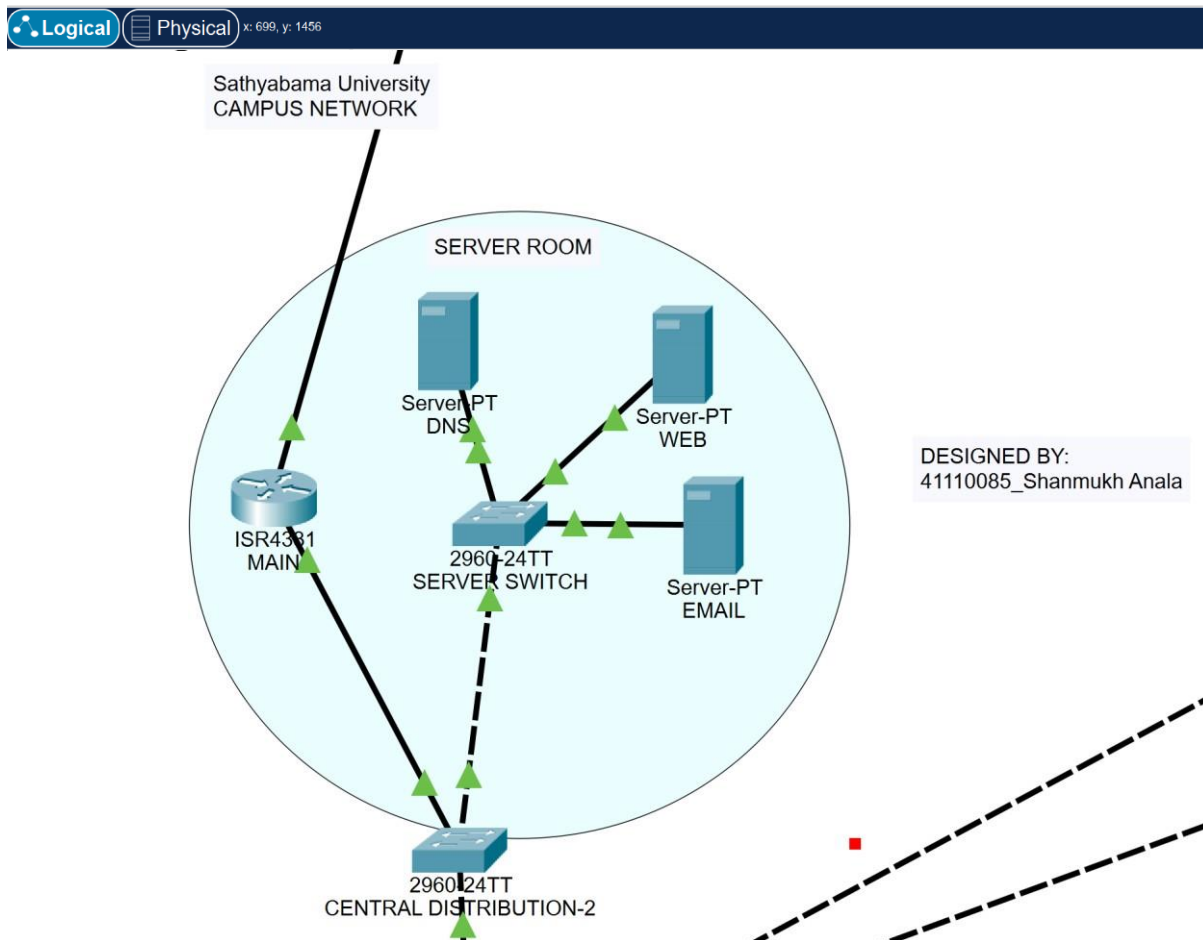 Logical
Physical
x: 699, y: 1456
Sathyabama University
CAMPUS NETWORK
SERVER ROOM
Server-PT
DNS
Server-PT
WEB
DESIGNED BY:
41110085_Shanmukh Anala
ISR4331
MAIN
2960-24TT
SERVER SWITCH
Server-PT
EMAIL
2960-24TT
CENTRAL DISTRIBUTION-2